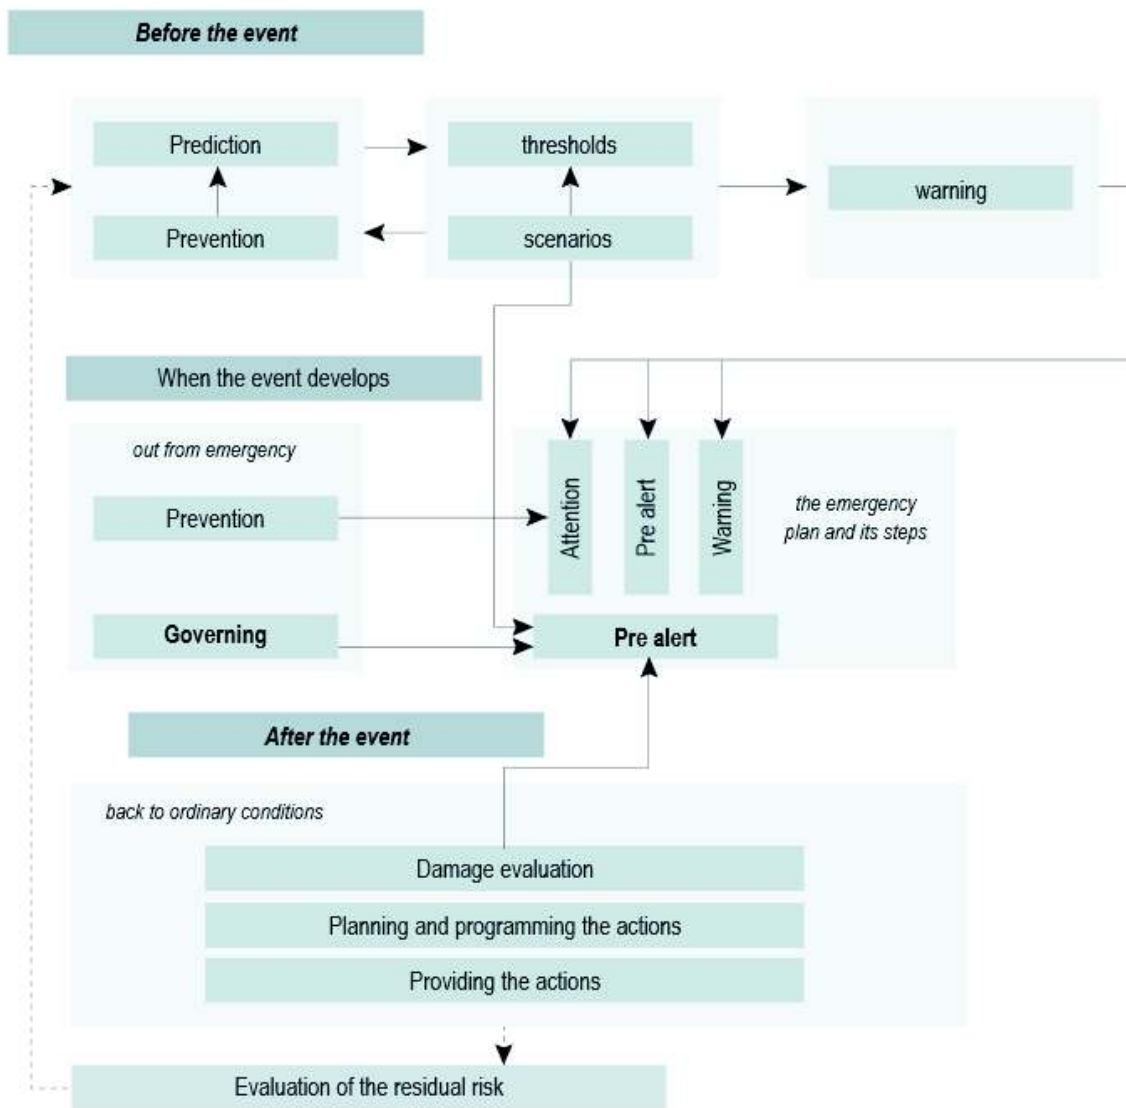 Before the event
Prediction
thresholds
warning
Prevention
scenarios
When the event develops
out from emergency
Prevention
Governing
Attention
Pre alert
Warning
the emergency
plan and its steps
Pre alert
After the event
back to ordinary conditions
Damage evaluation
Planning and programming the actions
Providing the actions
Evaluation of the residual risk